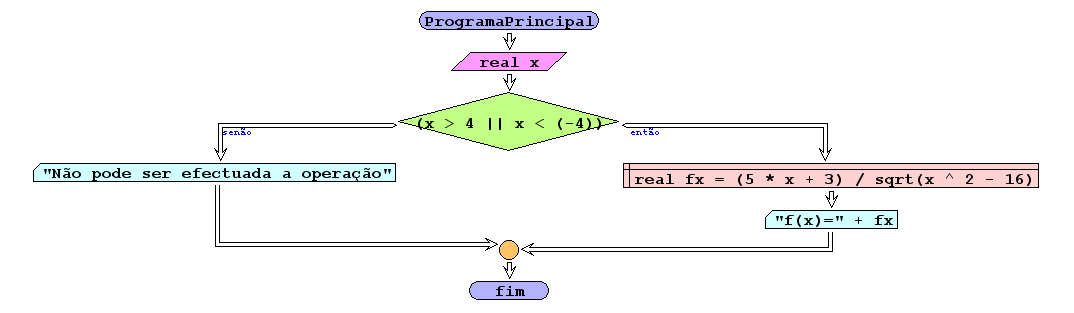 ProgramaPrincipal
real x
(x > 4 || x < (-4))
senão
então
"Não pode ser efectuada a operação"
real fx = (5 * x + 3) / sqrt(x ^ 2 - 16)
"f(x)=" + fx
fim